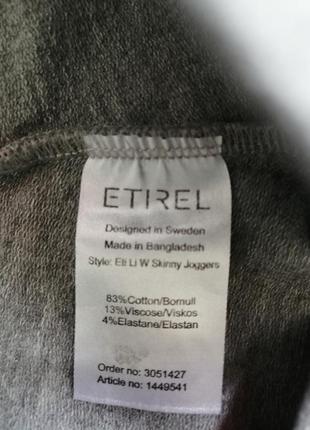 ETIREL
Designed in Sweden
Made in Bangladesh
Style: Eti Li W Skinny Joggers
83%Cotton/Bomull
13%Viscose/Viskos
4%Elastane/Elastan
Order no: 3051427
Article no: 1449541